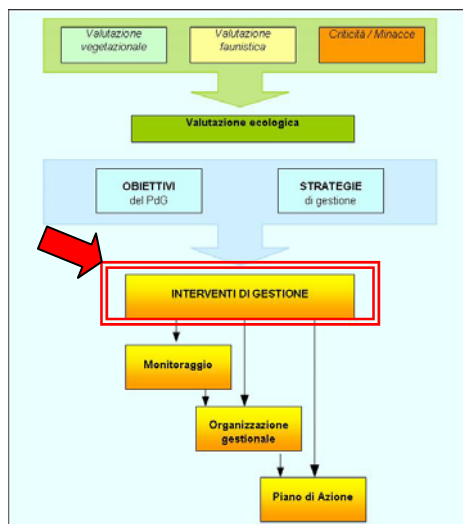 Valutazione
vegetazionale
Valutazione
faunistica
Criticità / Minacce
Valutazione ecologica
OBIETTIVI
del PdG
STRATEGIE
di gestione
INTERVENTI DI GESTIONE
Monitoraggio
Organizzazione
gestionale
Piano di Azione